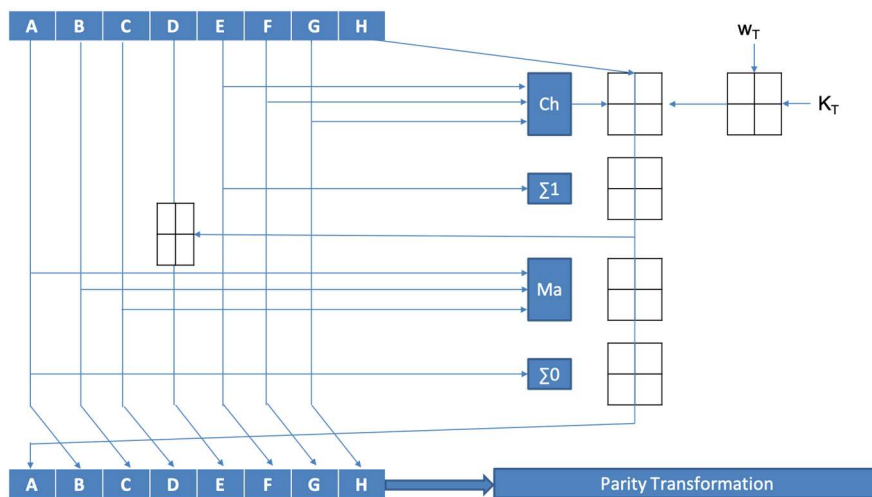 A B C D E F G H
W_T
Ch
K_T
∑1
Ma
∑0
A B C D E F G H
Parity Transformation